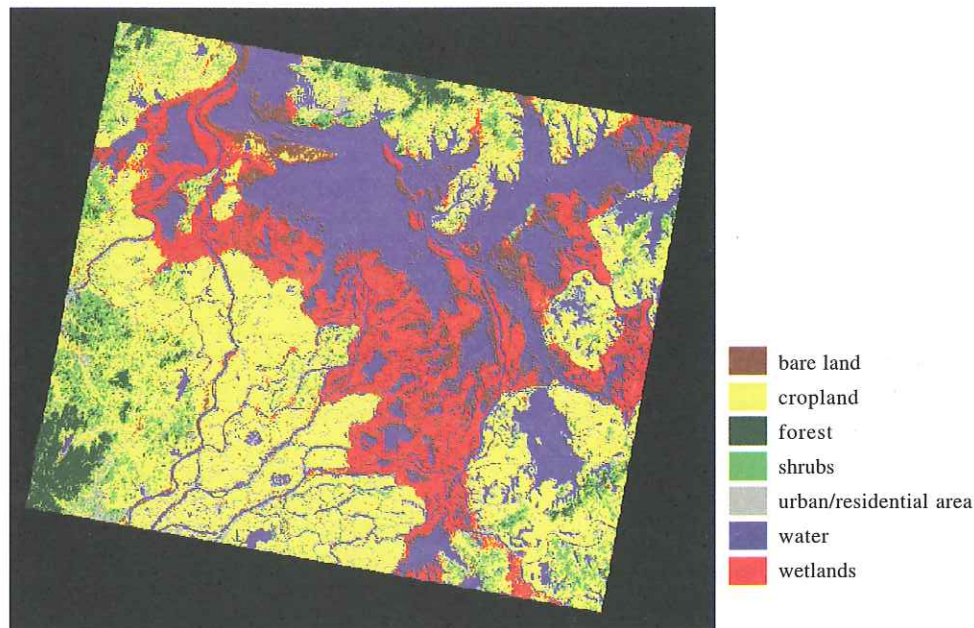 bare land
cropland
forest
shrubs
urban/residential area
water
wetlands